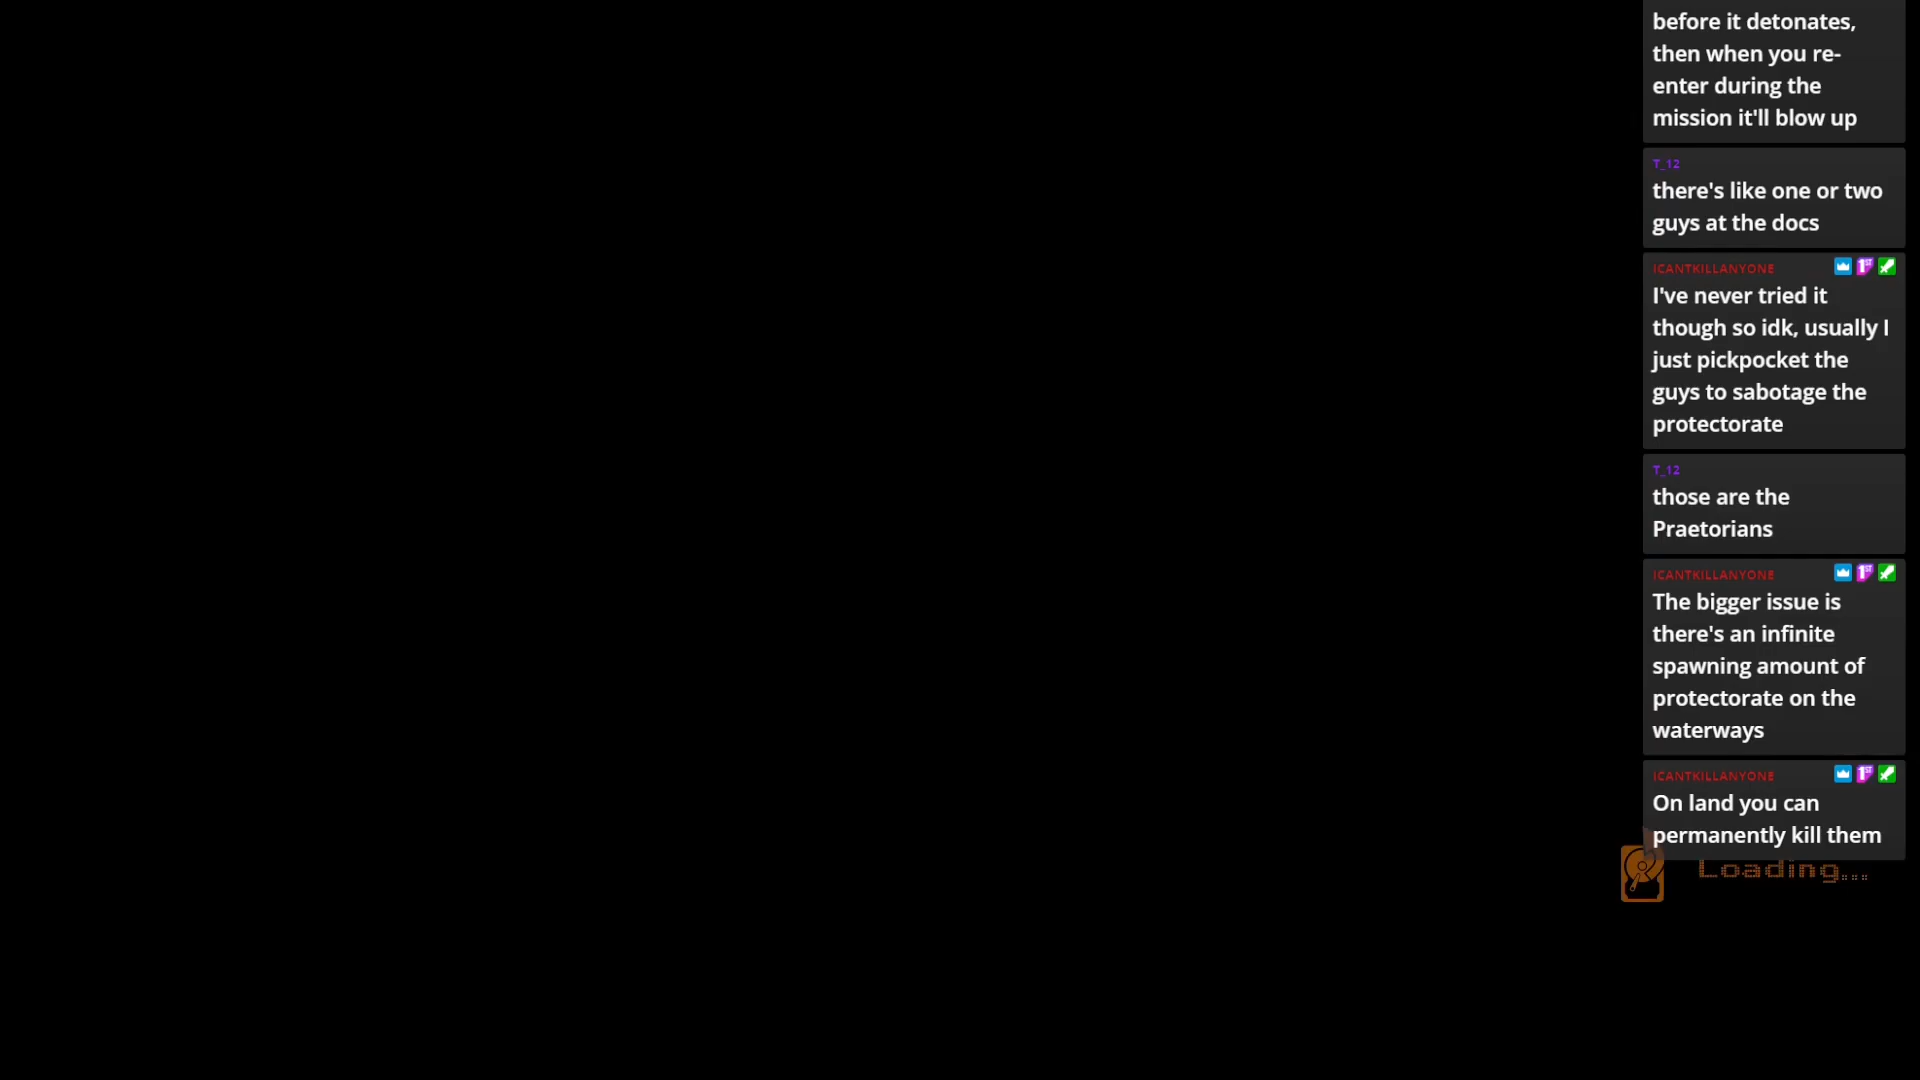 before it detonates,
then when you re-
enter during the
mission it'll blow up
T_12
there's like one or two
guys at the docs
ICANTKILLANYONE
I've never tried it
though so idk, usually I
just pickpocket the
guys to sabotage the
protectorate
T_12
those are the
Praetorians
ICANTKILLANYONE
The bigger issue is
there's an infinite
spawning amount of
protectorate on the
waterways
ICANTKILLANYONE
On land you can
permanently kill them
Loading...